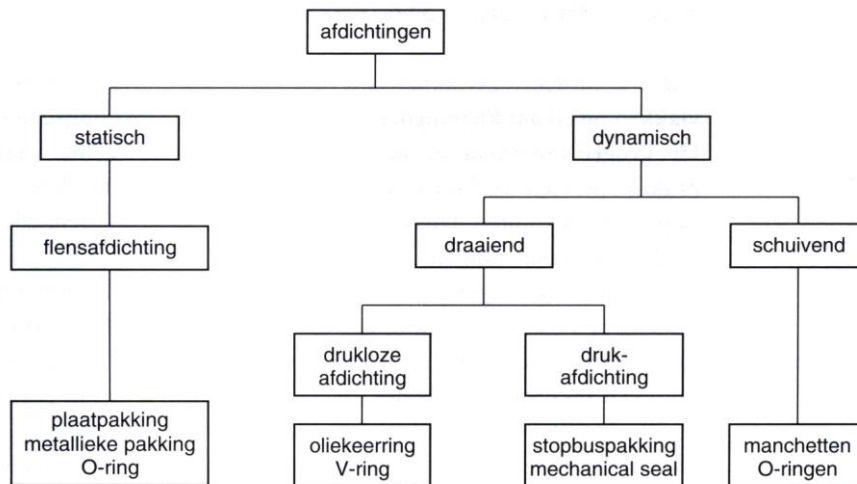 afdichtingen
statisch
dynamisch
flensafdichting
draaiend
schuivend
drukloze
afdichting
druk-
afdichting
plaatpakking
metallieke pakking
O-ring
oliekeerring
V-ring
stopbuspakking
mechanical seal
manchetten
O-ringen